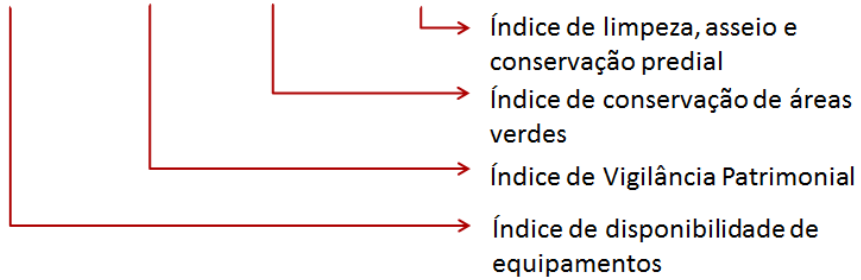 Índice de limpeza, asseio e
conservação predial
Índice de conservação de áreas
verdes
Índice de Vigilância Patrimonial
Índice de disponibilidade de
equipamentos